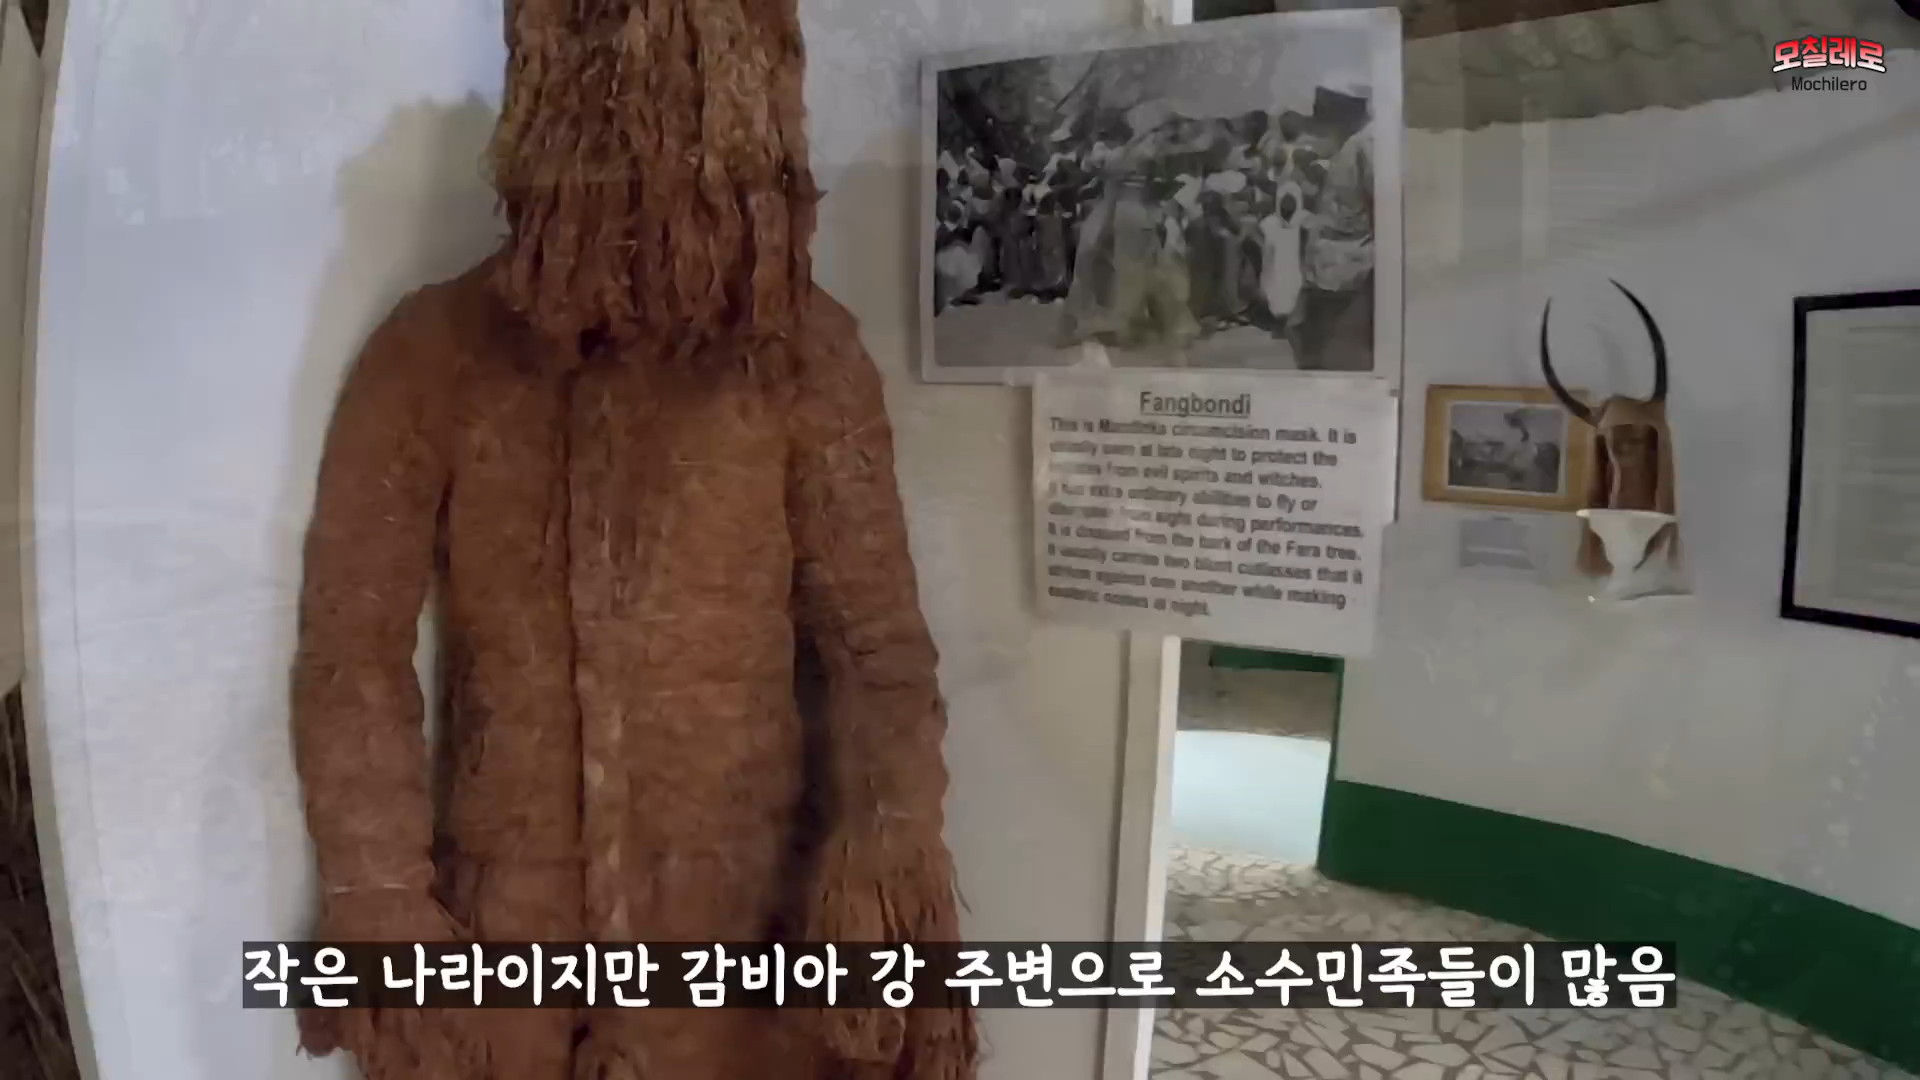 모칠레로
Mochilero
Fangbondi
This is Mandinka circumcision mask. It is
usually seen at late night to protect the
from evil spirits and witches.
It has extra ordinary abilities to fly or
from sight during performances.
It is dressed from the bark of the Fara tree.
It usually carries two blunt cutlasses that it
strikes against one another while making
esoteric noises at night.
작은 나라이지만 감비아 강 주변으로 소수민족들이 많음